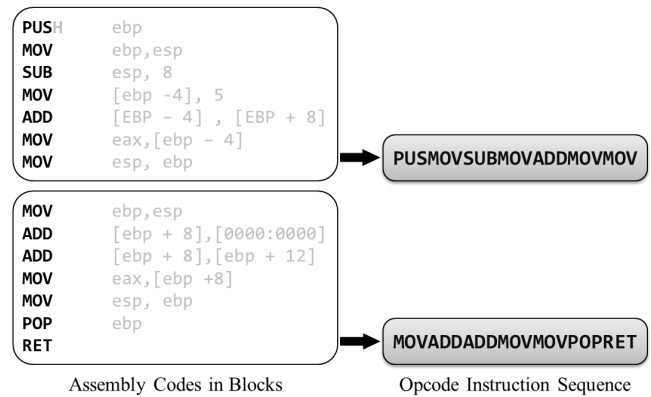 PUSH ebp
MOV ebp,esp
SUB esp, 8
MOV [ebp -4], 5
ADD [EBP – 4] , [EBP + 8]
MOV eax,[ebp – 4]
MOV esp, ebp
PUSMOVSUBMOVADDMOVMOV
MOV ebp,esp
ADD [ebp + 8],[0000:0000]
ADD [ebp + 8],[ebp + 12]
MOV eax,[ebp +8]
MOV esp, ebp
POP ebp
RET
MOVADDADDMOVMOVPOPRET
Assembly Codes in Blocks
Opcode Instruction Sequence